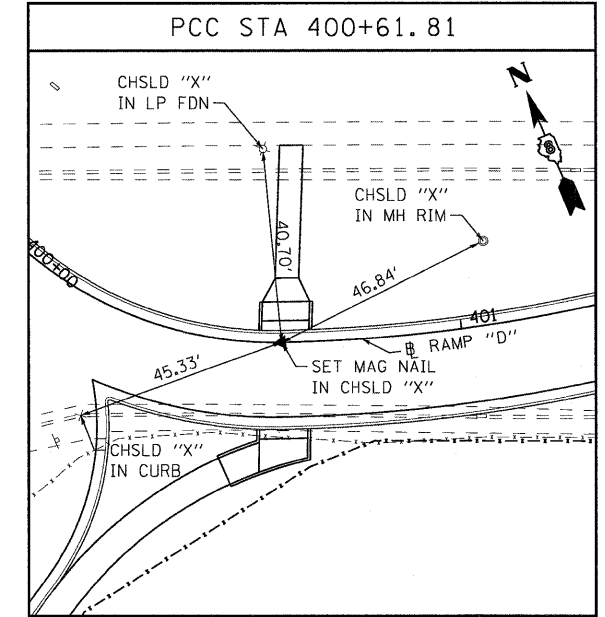 PCC STA 400+61.81
CHSLD "X"
IN LP FDN
N
CHSLD "X"
IN MH RIM
40.70'
46.84'
400+00
401
℄ RAMP "D"
45.33'
SET MAG NAIL
IN CHSLD "X"
CHSLD "X"
IN CURB